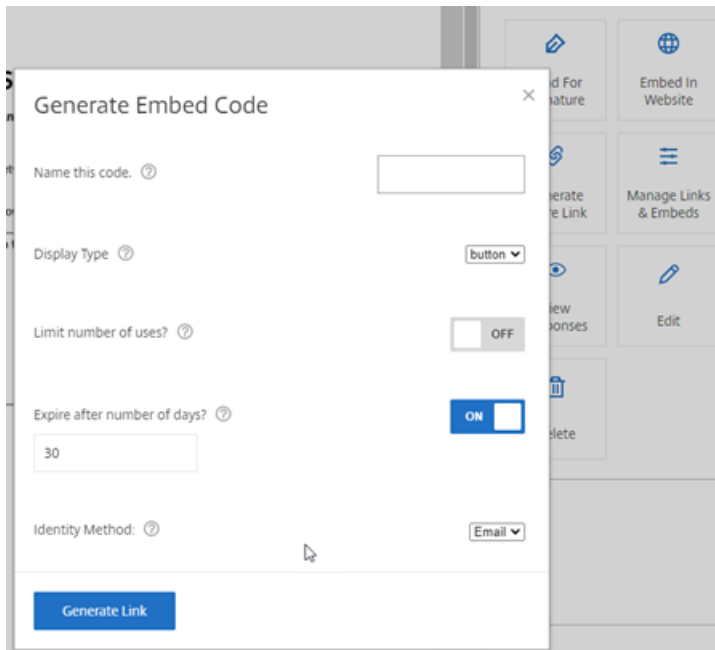 Generate Embed Code
×
Name this code. ?
Display Type ?
button
Limit number of uses? ?
OFF
Expire after number of days? ?
ON
30
Identity Method: ?
Email
Generate Link
Embed In
Website
Link
Manage Links
& Embeds
Edit